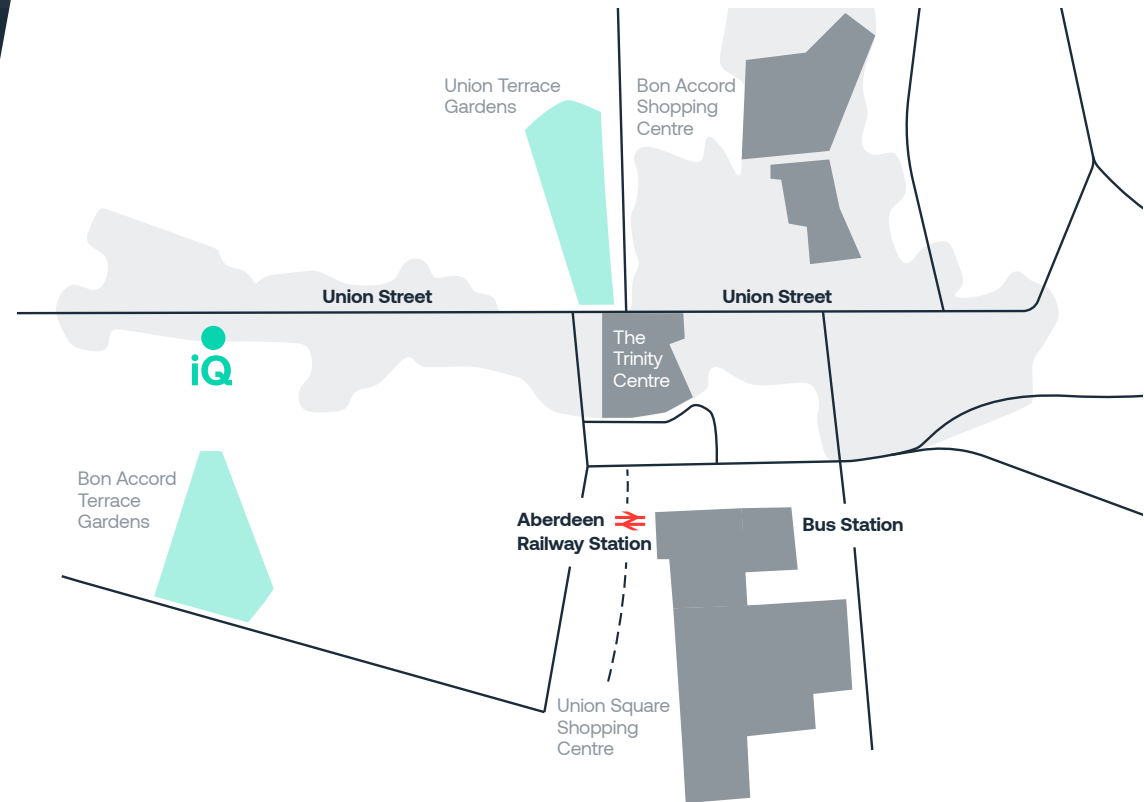 Union Terrace
Gardens
Bon Accord
Shopping
Centre
Union Street
Union Street
The
Trinity
Centre
iQ
Bon Accord
Terrace
Gardens
Aberdeen
Railway Station
Bus Station
Union Square
Shopping
Centre